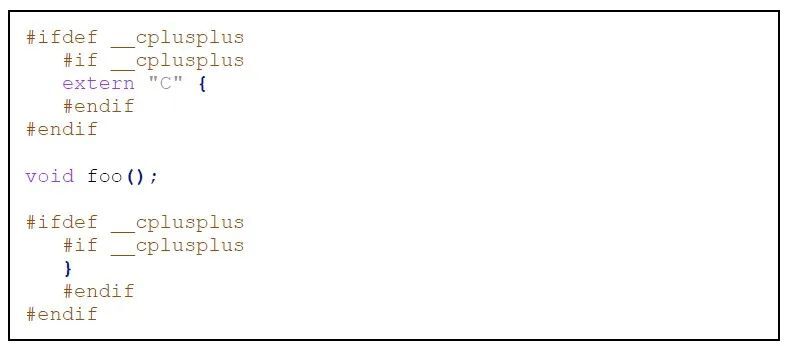 #ifdef __cplusplus
#if __cplusplus
extern "C" {
#endif
#endif
void foo();
#ifdef __cplusplus
#if __cplusplus
}
#endif
#endif